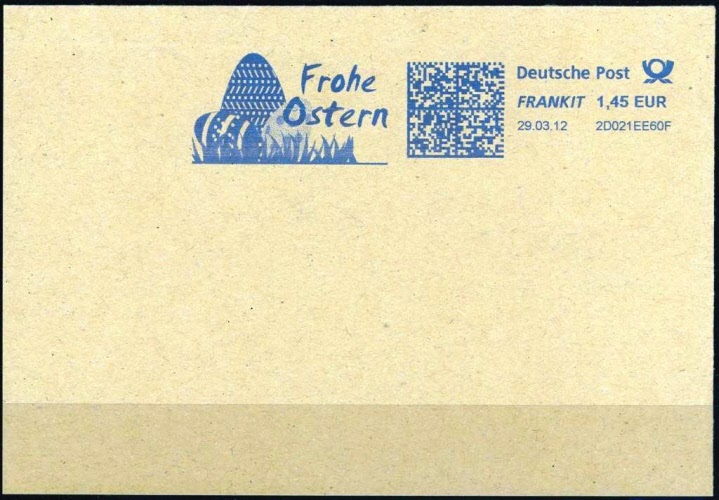 Frohe
Ostern
Deutsche Post
FRANKIT 1,45 EUR
29.03.12 2D021EE60F